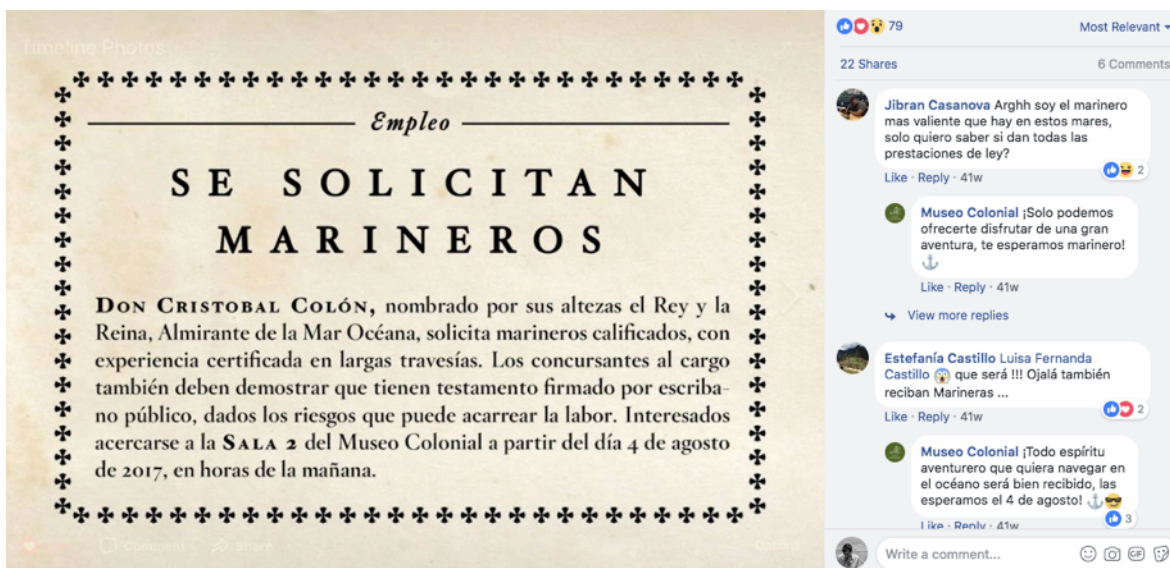 Timeline Photos
Empleo
SE SOLICITAN
MARINEROS
DON CRISTOBAL COLÓN, nombrado por sus altezas el Rey y la
Reina, Almirante de la Mar Océana, solicita marineros calificados, con
experiencia certificada en largas travesías. Los concursantes al cargo
también deben demostrar que tienen testamento firmado por escriba-
no público, dados los riesgos que puede acarrear la labor. Interesados
acercarse a la SALA 2 del Museo Colonial a partir del día 4 de agosto
de 2017, en horas de la mañana.
Comment Share
79 Most Relevant
22 Shares 6 Comments
Jibran Casanova Arghh soy el marinero
mas valiente que hay en estos mares,
solo quiero saber si dan todas las
prestaciones de ley?
2
Like · Reply · 41w
Museo Colonial ¡Solo podemos
ofrecerte disfrutar de una gran
aventura, te esperamos marinero!
⚓
Like · Reply · 41w
View more replies
Estefanía Castillo Luisa Fernanda
Castillo 😱 que será !!! Ojalá también
reciban Marineras ...
2
Like · Reply · 41w
Museo Colonial ¡Todo espíritu
aventurero que quiera navegar en
el océano será bien recibido, las
esperamos el 4 de agosto! ⚓😎
3
Like · Reply · 41w
Write a comment...
GIF